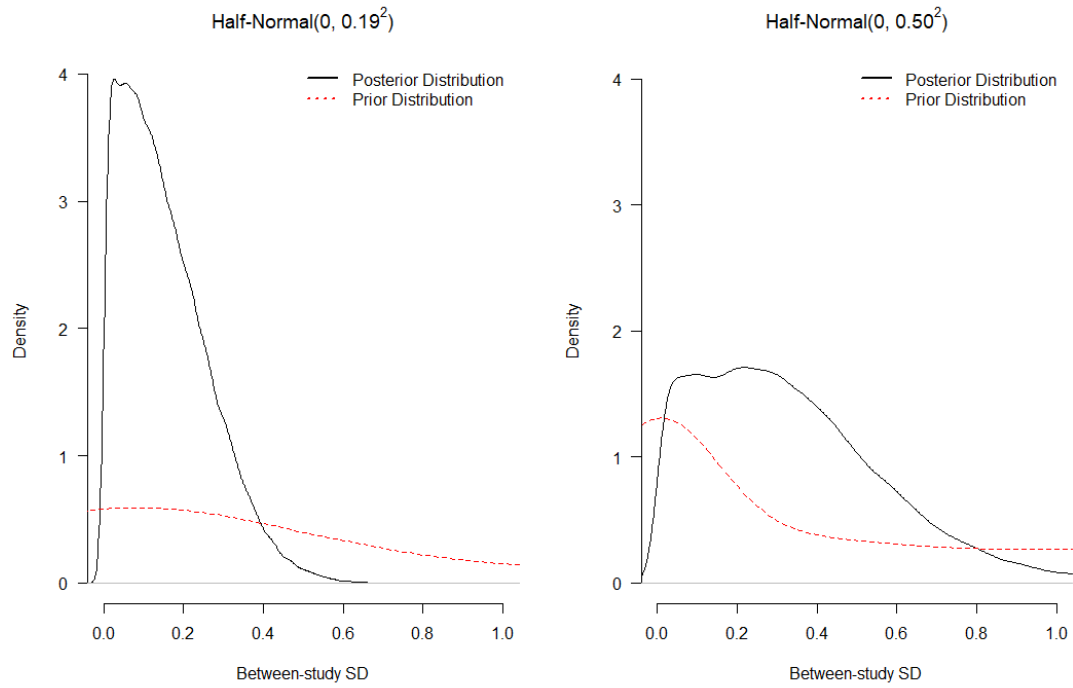 Half-Normal(0, 0.19²)
Posterior Distribution
Prior Distribution
4
3
2
1
0
Density
0.0 0.2 0.4 0.6 0.8 1.0
Between-study SD
Half-Normal(0, 0.50²)
Posterior Distribution
Prior Distribution
4
3
2
1
0
Density
0.0 0.2 0.4 0.6 0.8 1.0
Between-study SD